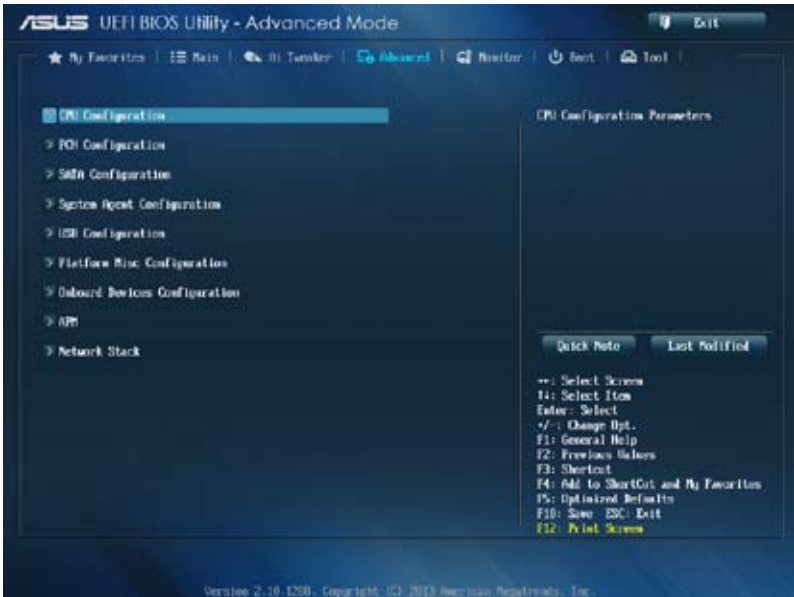 ASUS UEFI BIOS Utility - Advanced Mode
Exit
My Favorites
Main
Ai Tweaker
Advanced
Monitor
Boot
Tool
CPU Configuration
PCH Configuration
SATA Configuration
System Agent Configuration
USB Configuration
Platform Misc Configuration
Onboard Devices Configuration
APM
Network Stack
CPU Configuration Parameters
Quick Note
Last Modified
→←: Select Screen
↑↓: Select Item
Enter: Select
+/-: Change Opt.
F1: General Help
F2: Previous Values
F3: Shortcut
F4: Add to ShortCut and My Favorites
F5: Optimized Defaults
F10: Save ESC: Exit
F12: Print Screen
Version 2.10.1208. Copyright (C) 2013 American Megatrends, Inc.